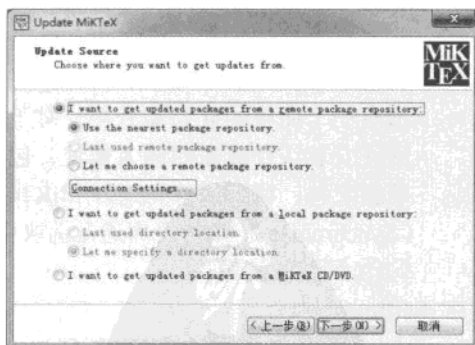 Update MiKTeX
Update Source
Choose where you want to get updates from.
MiK
TEX
I want to get updated packages from a remote package repository:
Use the nearest package repository.
Last used remote package repository.
Let me choose a remote package repository.
Connection Settings...
I want to get updated packages from a local package repository:
Last used directory location.
Let me specify a directory location.
I want to get updated packages from a MiKTeX CD/DVD.
< 上一步(B) 下一步(N) > 取消